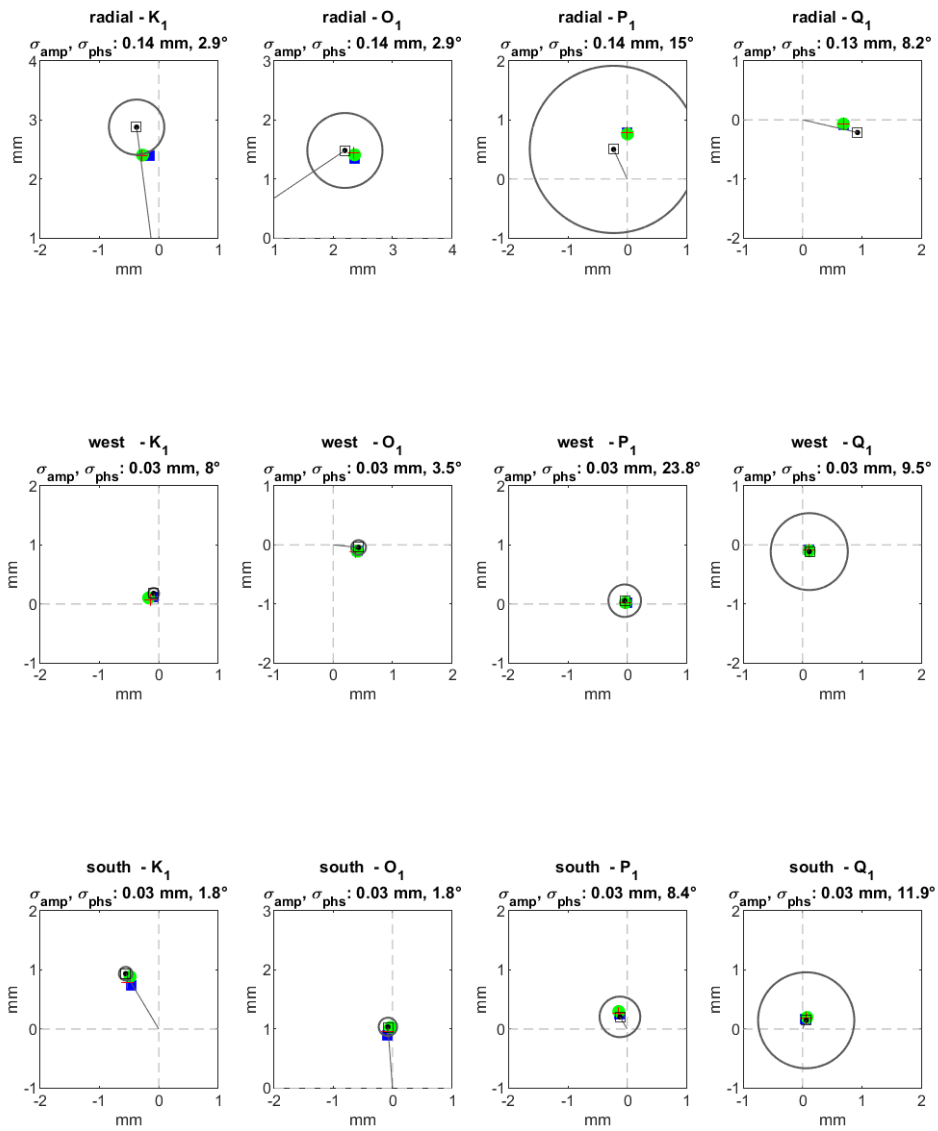 radial - K1
σamp, σphs: 0.14 mm, 2.9°
4
3
2
1
-2 -1 0 1
mm
mm
radial - O1
σamp, σphs: 0.14 mm, 2.9°
3
2
1
0
1 2 3 4
mm
mm
radial - P1
σamp, σphs: 0.14 mm, 15°
2
1
0
-1
-2 -1 0 1
mm
mm
radial - Q1
σamp, σphs: 0.13 mm, 8.2°
1
0
-1
-2
-1 0 1 2
mm
mm
west - K1
σamp, σphs: 0.03 mm, 8°
2
1
0
-1
-2 -1 0 1
mm
mm
west - O1
σamp, σphs: 0.03 mm, 3.5°
1
0
-1
-2
-1 0 1 2
mm
mm
west - P1
σamp, σphs: 0.03 mm, 23.8°
2
1
0
-1
-2 -1 0 1
mm
mm
west - Q1
σamp, σphs: 0.03 mm, 9.5°
1
0
-1
-2
-1 0 1 2
mm
mm
south - K1
σamp, σphs: 0.03 mm, 1.8°
2
1
0
-1
-2 -1 0 1
mm
mm
south - O1
σamp, σphs: 0.03 mm, 1.8°
3
2
1
0
-2 -1 0 1
mm
mm
south - P1
σamp, σphs: 0.03 mm, 8.4°
2
1
0
-1
-2 -1 0 1
mm
mm
south - Q1
σamp, σphs: 0.03 mm, 11.9°
2
1
0
-1
-1 0 1 2
mm
mm